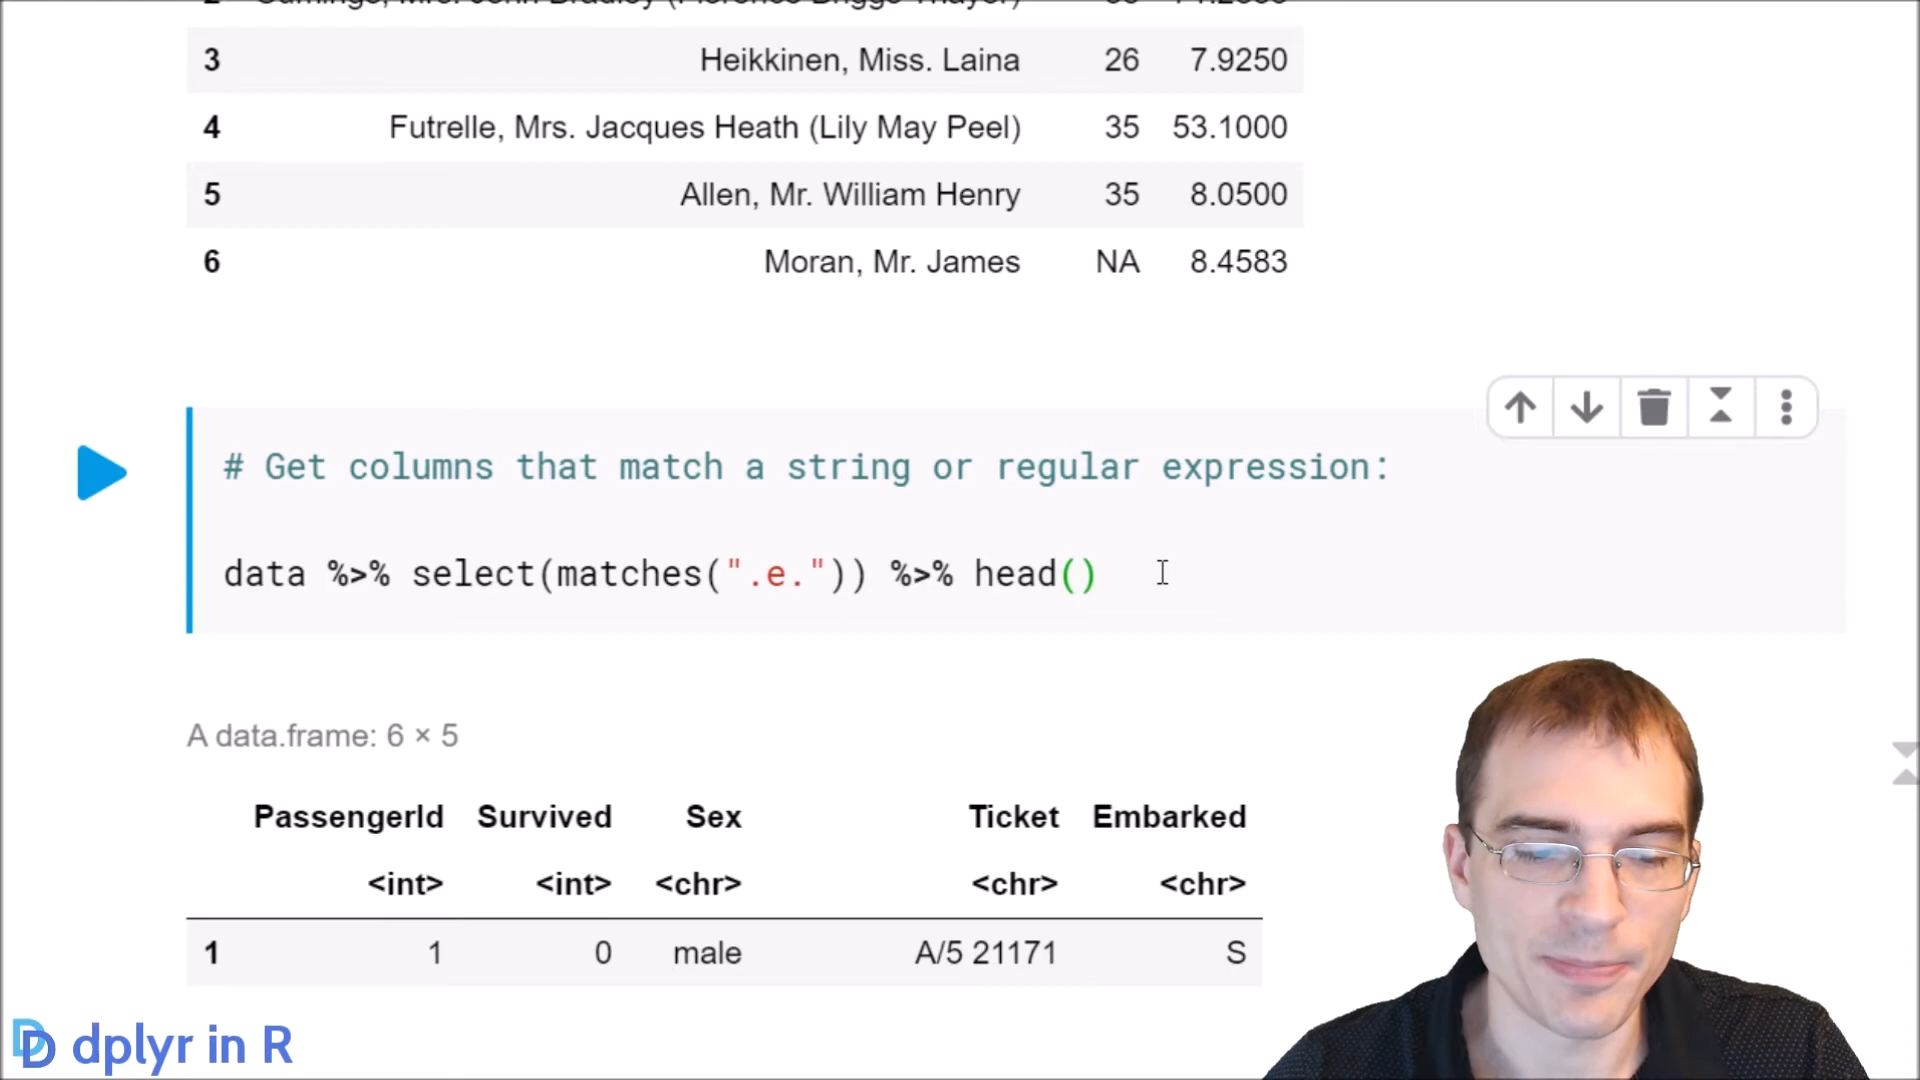 3 Heikkinen, Miss. Laina 26 7.9250
4 Futrelle, Mrs. Jacques Heath (Lily May Peel) 35 53.1000
5 Allen, Mr. William Henry 35 8.0500
6 Moran, Mr. James NA 8.4583
# Get columns that match a string or regular expression:
data %>% select(matches(".e.")) %>% head()
A data.frame: 6 × 5
PassengerId Survived Sex Ticket Embarked
<int> <int> <chr> <chr> <chr>
1 1 0 male A/5 21171 S
dplyr in R